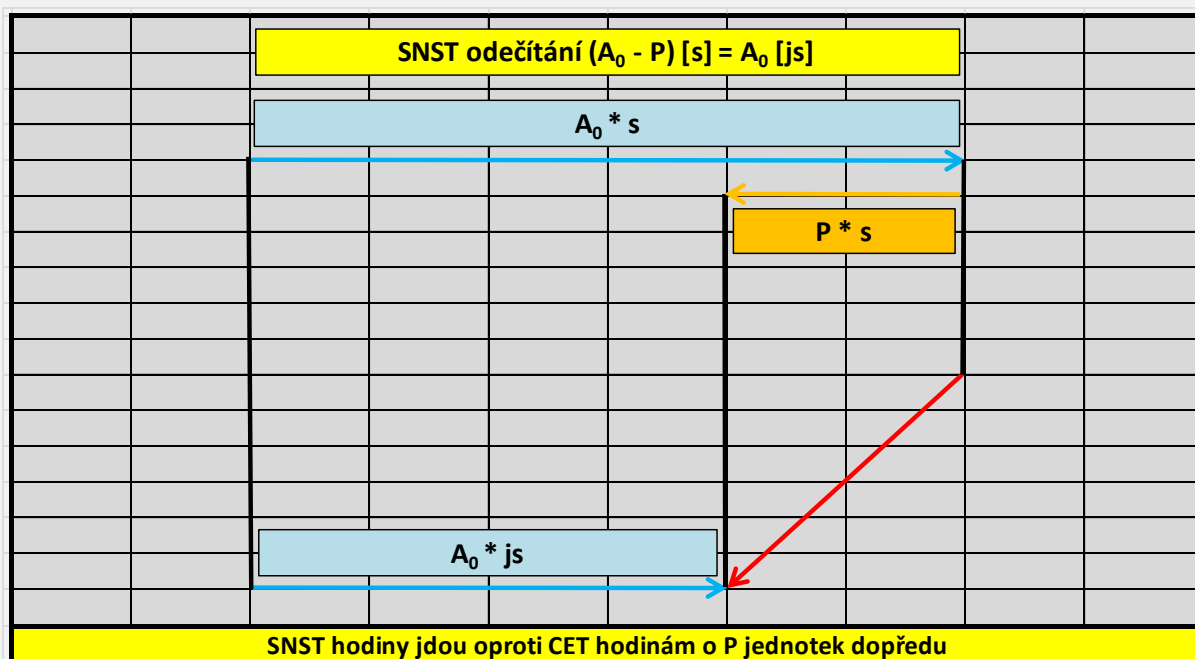 SNST odečítání (A₀ - P) [s] = A₀ [js]
A₀ * s
P * s
A₀ * js
SNST hodiny jdou oproti CET hodinám o P jednotek dopředu